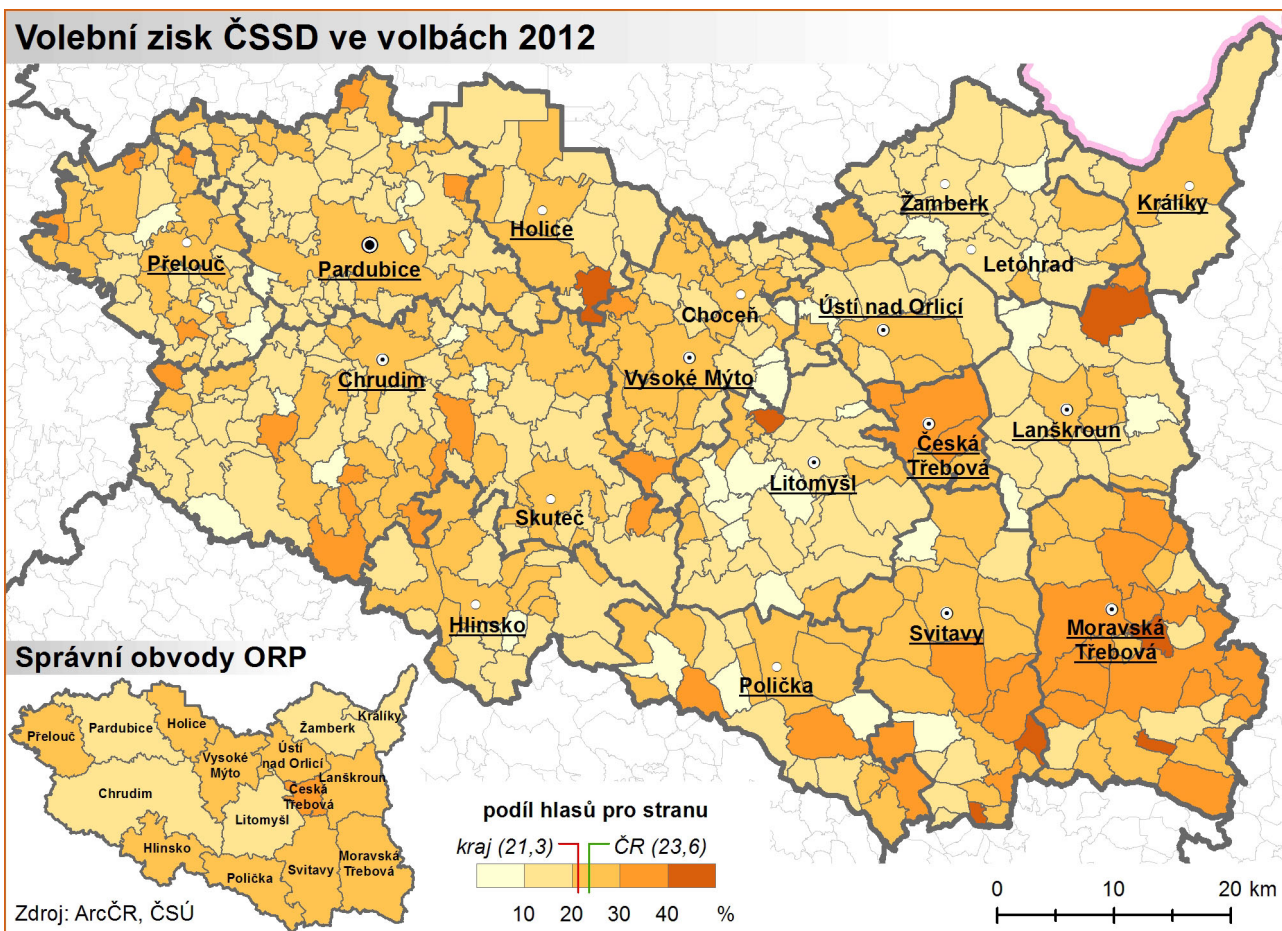 Volební zisk ČSSD ve volbách 2012
Žamberk
Králíky
Holice
Přelouč
Pardubice
Letohrad
Ústí nad Orlicí
Choceň
Chrudim
Vysoké Mýto
Lanškroun
Česká
Třebová
Litomyšl
Skuteč
Hlinsko
Svitavy
Moravská
Třebová
Polička
Správní obvody ORP
Přelouč
Pardubice
Holice
Žamberk
Králíky
Vysoké
Mýto
Ústí
nad Orlicí
Lanškroun
Chrudim
Česká
Třebová
Litomyšl
Hlinsko
Polička
Svitavy
Moravská
Třebová
podíl hlasů pro stranu
kraj (21,3) ČR (23,6)
10 20 30 40 %
0 10 20 km
Zdroj: ArcČR, ČSÚ